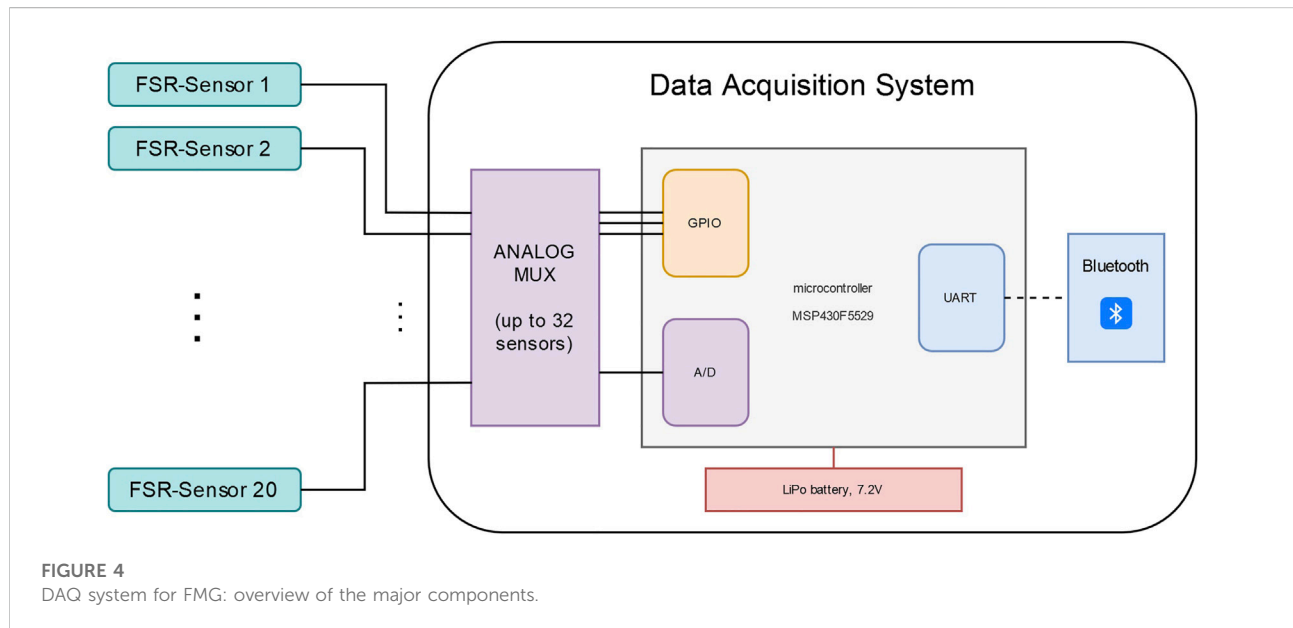 FSR-Sensor 1
FSR-Sensor 2
FSR-Sensor 20
Data Acquisition System
ANALOG
MUX
(up to 32
sensors)
GPIO
A/D
microcontroller
MSP430F5529
UART
Bluetooth
LiPo battery, 7.2V
FIGURE 4
DAQ system for FMG: overview of the major components.